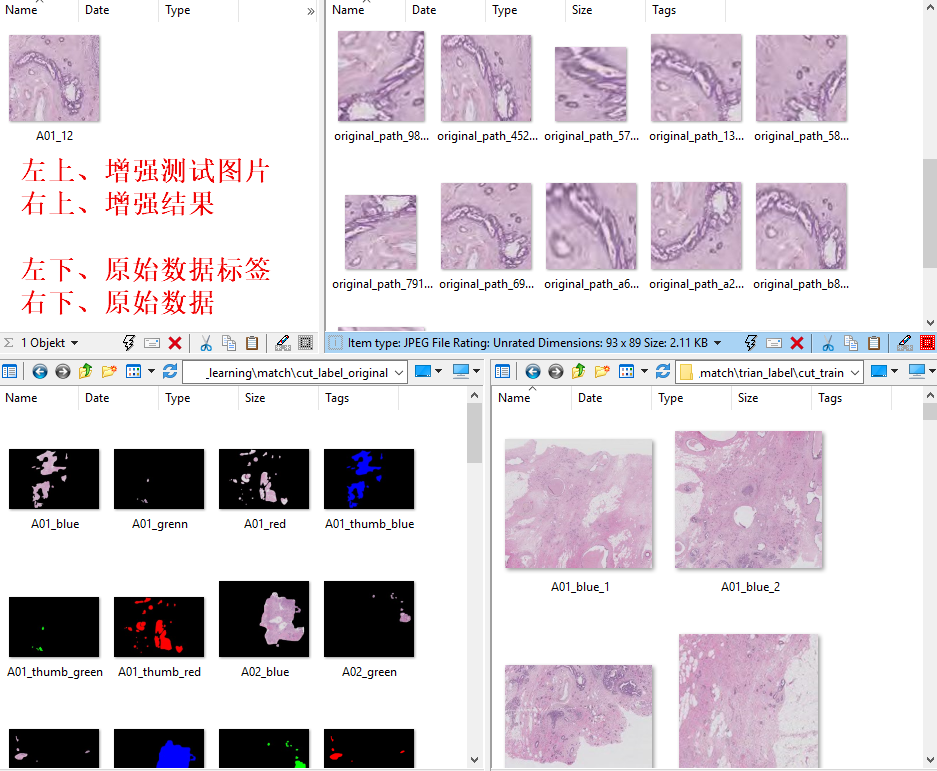 Name Date Type »
A01_12
左上、增强测试图片
右上、增强结果
左下、原始数据标签
右下、原始数据
Σ 1 Objekt
Name Date Type Size Tags
original_path_98... original_path_452... original_path_57... original_path_13... original_path_58...
original_path_791... original_path_69... original_path_a6... original_path_a2... original_path_b8...
Item type: JPEG File Rating: Unrated Dimensions: 93 x 89 Size: 2.11 KB
_learning\match\cut_label_original
Name Date Type Size Tags
A01_blue A01_grenn A01_red A01_thumb_blue
A01_thumb_green A01_thumb_red A02_blue A02_green
.match\trian_label\cut_train
Name Date Type Size Tags
A01_blue_1 A01_blue_2